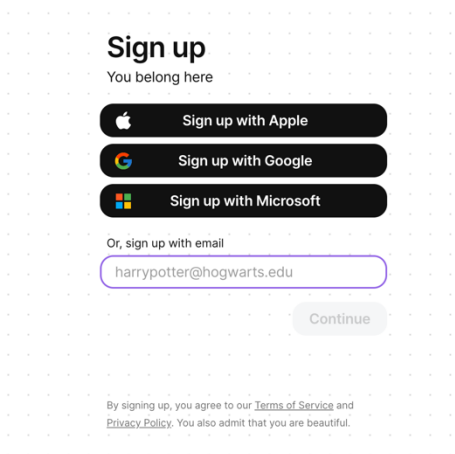 Sign up
You belong here
Sign up with Apple
Sign up with Google
Sign up with Microsoft
Or, sign up with email
harrypotter@hogwarts.edu
Continue
By signing up, you agree to our Terms of Service and
Privacy Policy. You also admit that you are beautiful.